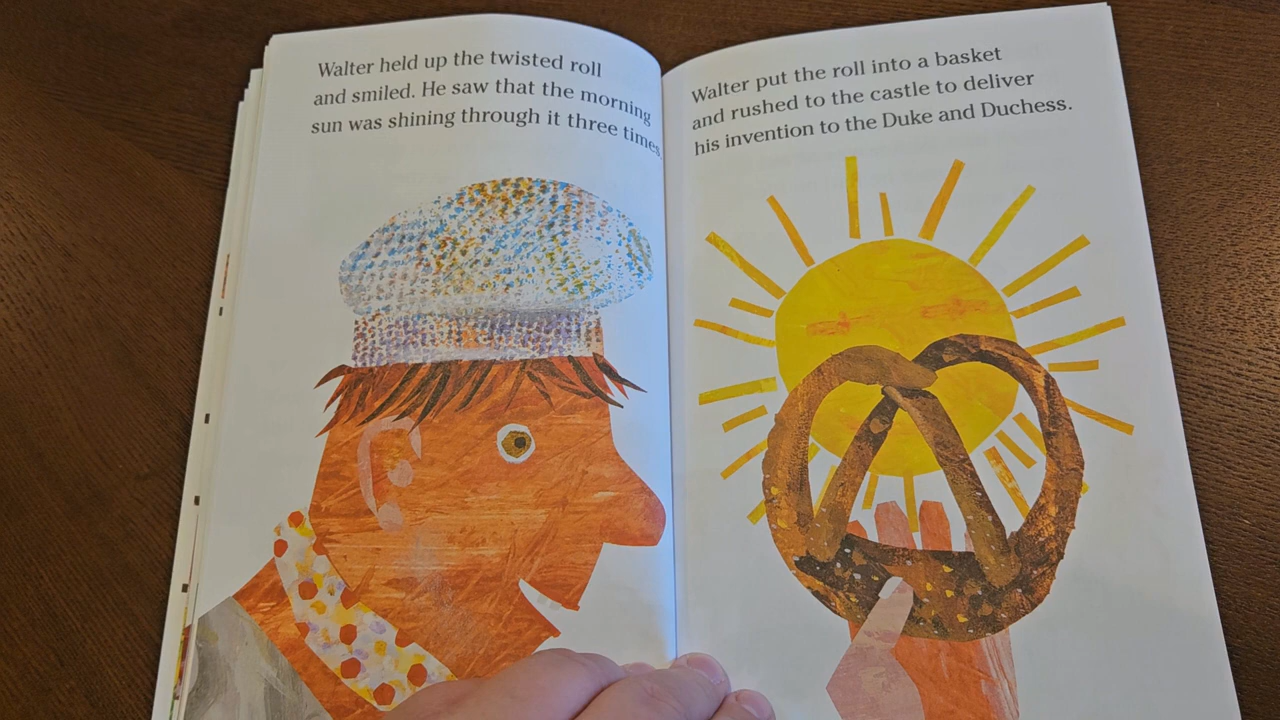 Walter held up the twisted roll
and smiled. He saw that the morning
sun was shining through it three times.
Walter put the roll into a basket
and rushed to the castle to deliver
his invention to the Duke and Duchess.